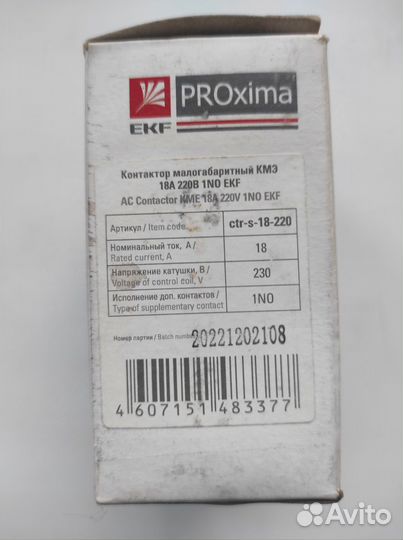 EKF
PROxima
Контактор малогабаритный КМЭ
18А 220В 1NO EKF
AC Contactor KME 18A 220V 1NO EKF
Артикул / Item code ctr-s-18-220
Номинальный ток, А / 18
Rated current, A
Напряжение катушки, В / 230
Voltage of control coil, V
Исполнение доп. контактов / 1NO
Type of supplementary contact
Номер партии / Batch number 20221202108
4 607151 483377
Avito